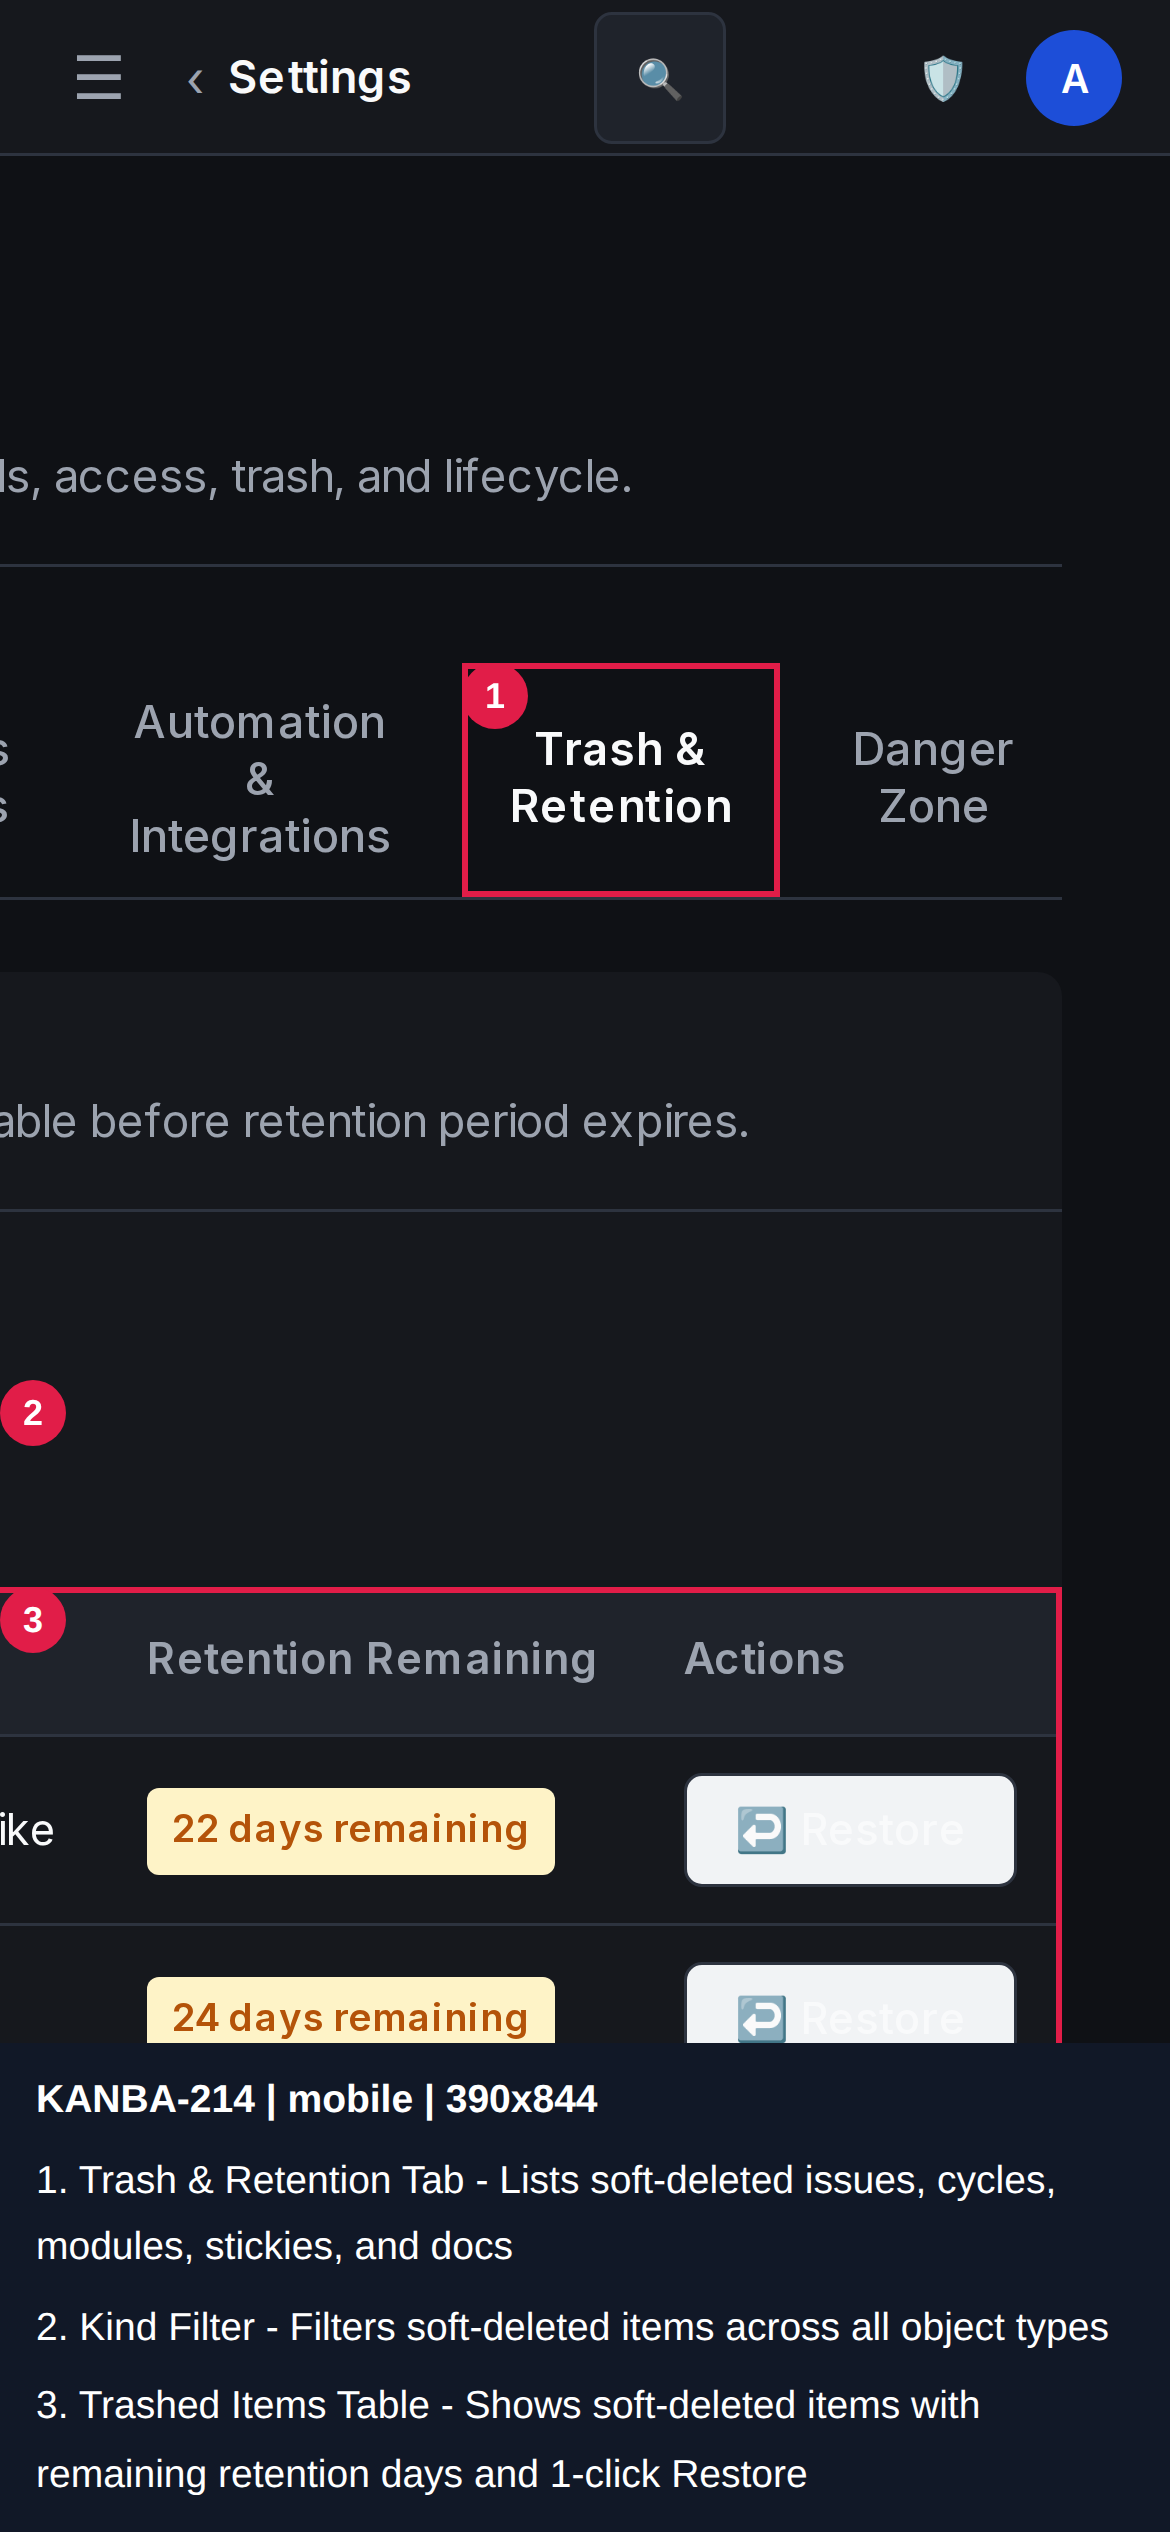 ‹ Settings
A
ls, access, trash, and lifecycle.
s
s
Automation
&
Integrations
1
Trash &
Retention
Danger
Zone
able before retention period expires.
2
3
Retention Remaining
Actions
ike
22 days remaining
Restore
24 days remaining
Restore
KANBA-214 | mobile | 390x844
1. Trash & Retention Tab - Lists soft-deleted issues, cycles,
modules, stickies, and docs
2. Kind Filter - Filters soft-deleted items across all object types
3. Trashed Items Table - Shows soft-deleted items with
remaining retention days and 1-click Restore